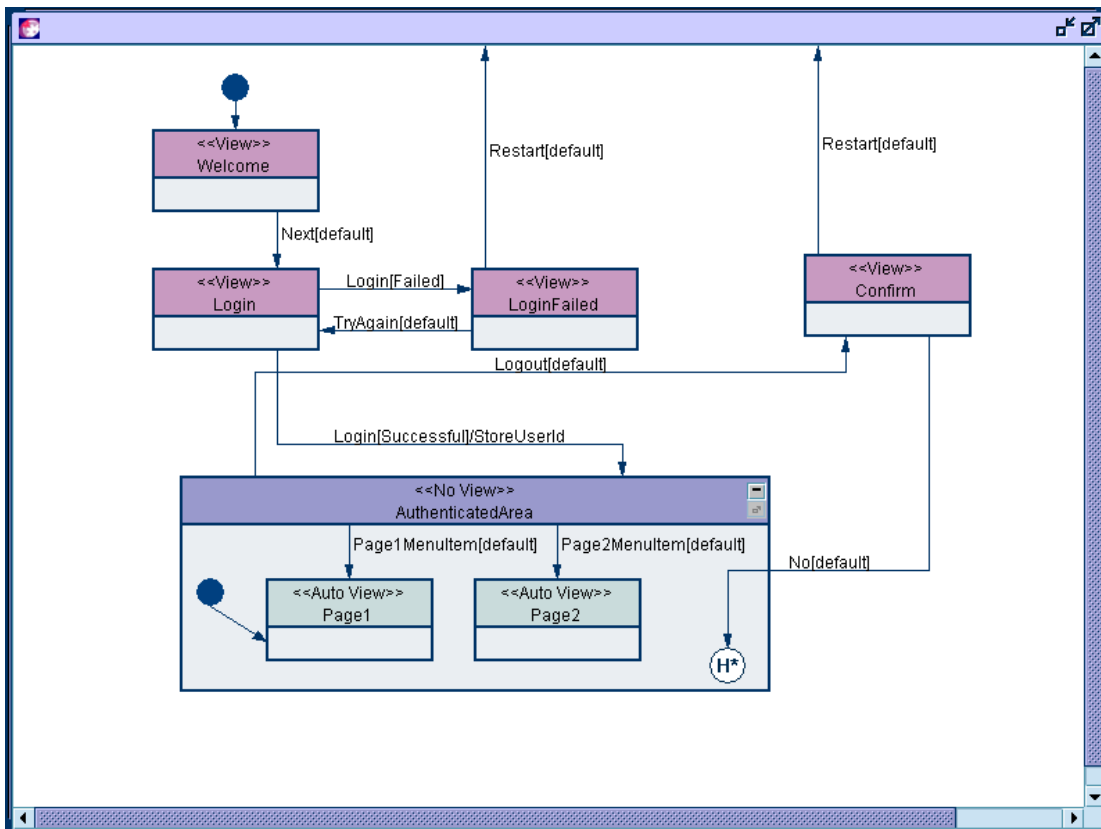 <<View>>
Welcome
Restart[default]
Restart[default]
Next[default]
<<View>>
Login
Login[Failed]
<<View>>
LoginFailed
<<View>>
Confirm
TryAgain[default]
Logout[default]
Login[Successful]/StoreUserId
<<No View>>
AuthenticatedArea
Page1MenuItem[default]
Page2MenuItem[default]
No[default]
<<Auto View>>
Page1
<<Auto View>>
Page2
H*